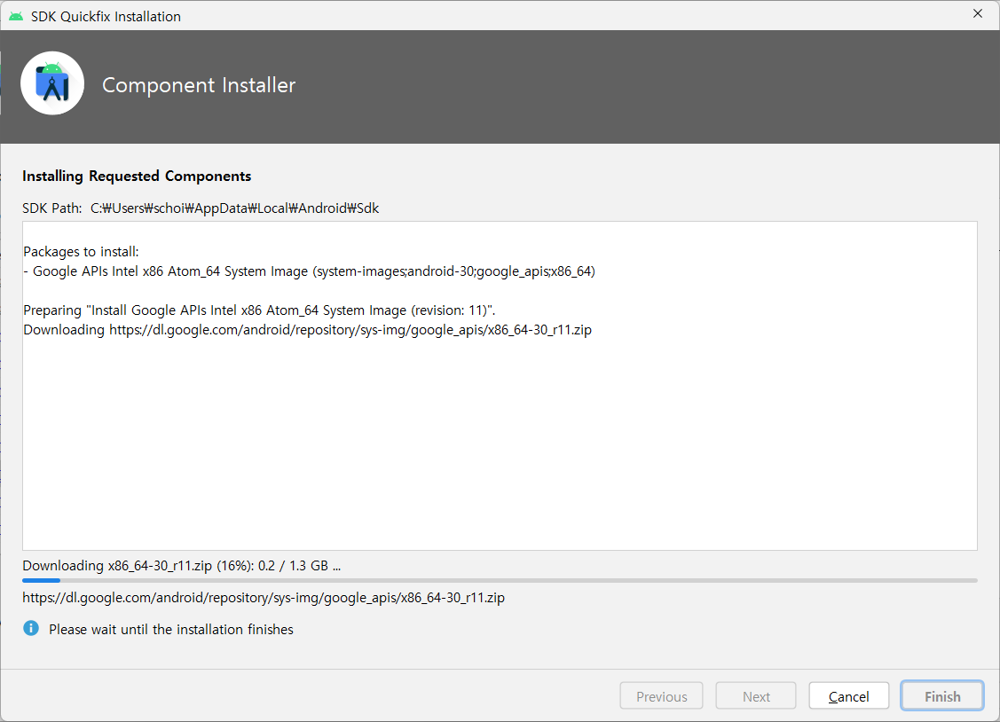 SDK Quickfix Installation
Component Installer
Installing Requested Components
SDK Path: C:₩Users₩schoi₩AppData₩Local₩Android₩Sdk
Packages to install:
- Google APIs Intel x86 Atom_64 System Image (system-images;android-30;google_apis;x86_64)
Preparing "Install Google APIs Intel x86 Atom_64 System Image (revision: 11)".
Downloading https://dl.google.com/android/repository/sys-img/google_apis/x86_64-30_r11.zip
Downloading x86_64-30_r11.zip (16%): 0.2 / 1.3 GB ...
https://dl.google.com/android/repository/sys-img/google_apis/x86_64-30_r11.zip
Please wait until the installation finishes
Previous Next Cancel Finish